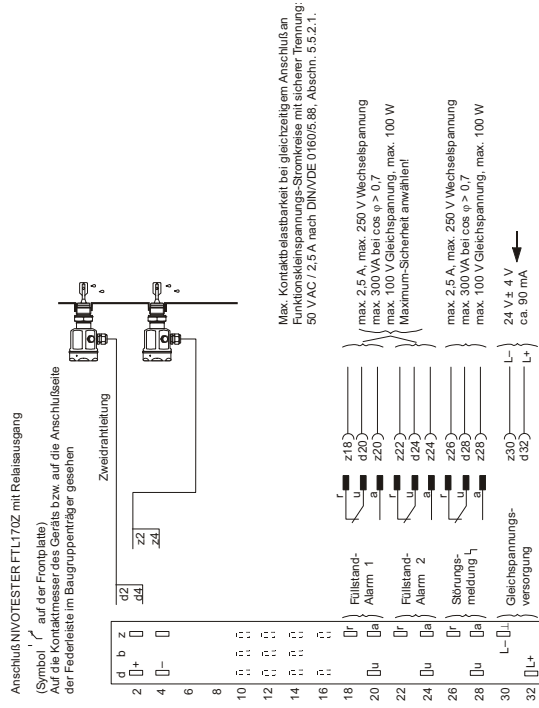 Anschluß NIVOTESTER FTL170Z mit Relaisausgang
(Symbol auf der Frontplatte)
Auf die Kontaktmesser des Geräts bzw. auf die Anschlußseite
der Federleiste im Baugruppenträger gesehen
Zweidrahtleitung
d2
d4
z2
z4
d b z
2 +
4 –
6
8
10
12
14
16
18 r
20 u a
22 r
24 u a
26 r
28 u a
30 L– ⊥
32 L+
Max. Kontaktbelastbarkeit bei gleichzeitigem Anschluß an
Funktionskleinspannungs-Stromkreise mit sicherer Trennung:
50 V AC / 2,5 A nach DIN/VDE 0160/5.88, Abschn. 5.5.2.1.
Füllstand-
Alarm 1
r z18
u d20
a z20
Füllstand-
Alarm 2
r z22
u d24
a z24
max. 2,5 A, max. 250 V Wechselspannung
max. 300 VA bei cos φ > 0,7
max. 100 V Gleichspannung, max. 100 W
Maximum-Sicherheit anwählen!
Störungs-
meldung
r z26
u d28
a z28
max. 2,5 A, max. 250 V Wechselspannung
max. 300 VA bei cos φ > 0,7
max. 100 V Gleichspannung, max. 100 W
Gleichspannungs-
versorgung
z30 L–
d32 L+
24 V ± 4 V
ca. 90 mA